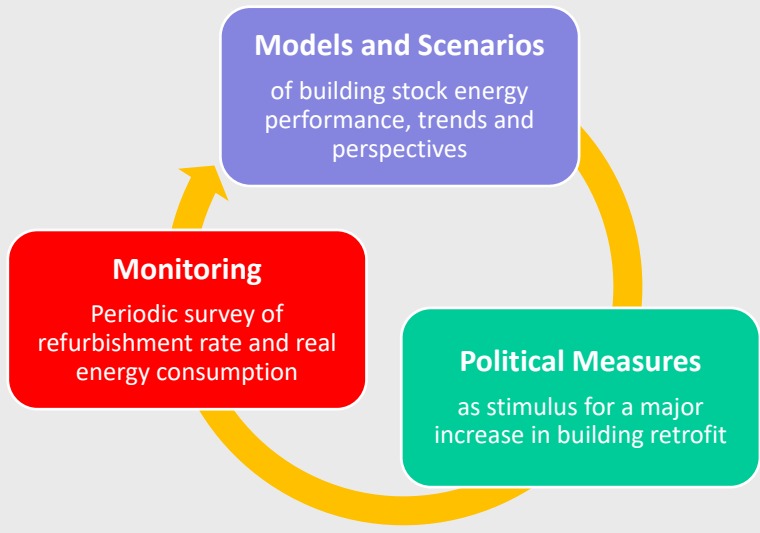 Models and Scenarios
of building stock energy
performance, trends and
perspectives
Monitoring
Periodic survey of
refurbishment rate and real
energy consumption
Political Measures
as stimulus for a major
increase in building retrofit